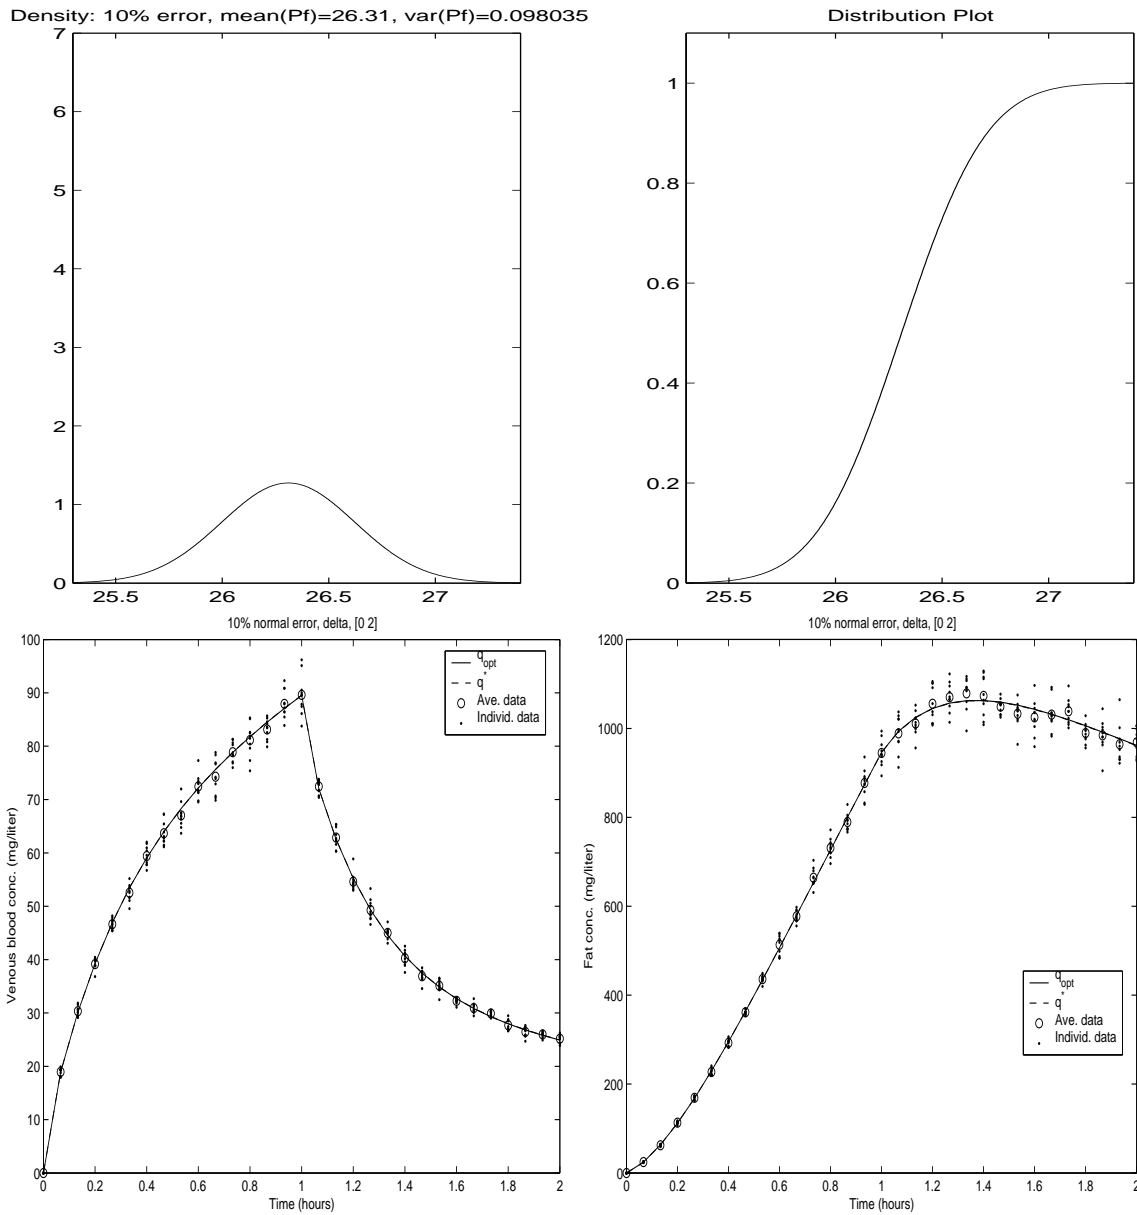 Density: 10% error, mean(Pf)=26.31, var(Pf)=0.098035
7
6
5
4
3
2
1
0
25.5 26 26.5 27
Distribution Plot
1
0.8
0.6
0.4
0.2
0
25.5 26 26.5 27
10% normal error, delta, [0 2]
100
90
80
70
60
50
40
30
20
10
0
Venous blood conc. (mg/liter)
q_opt
q*
Ave. data
Individ. data
0 0.2 0.4 0.6 0.8 1 1.2 1.4 1.6 1.8 2
Time (hours)
10% normal error, delta, [0 2]
1200
1000
800
600
400
200
0
Fat conc. (mg/liter)
q_opt
q*
Ave. data
Individ. data
0 0.2 0.4 0.6 0.8 1 1.2 1.4 1.6 1.8 2
Time (hours)